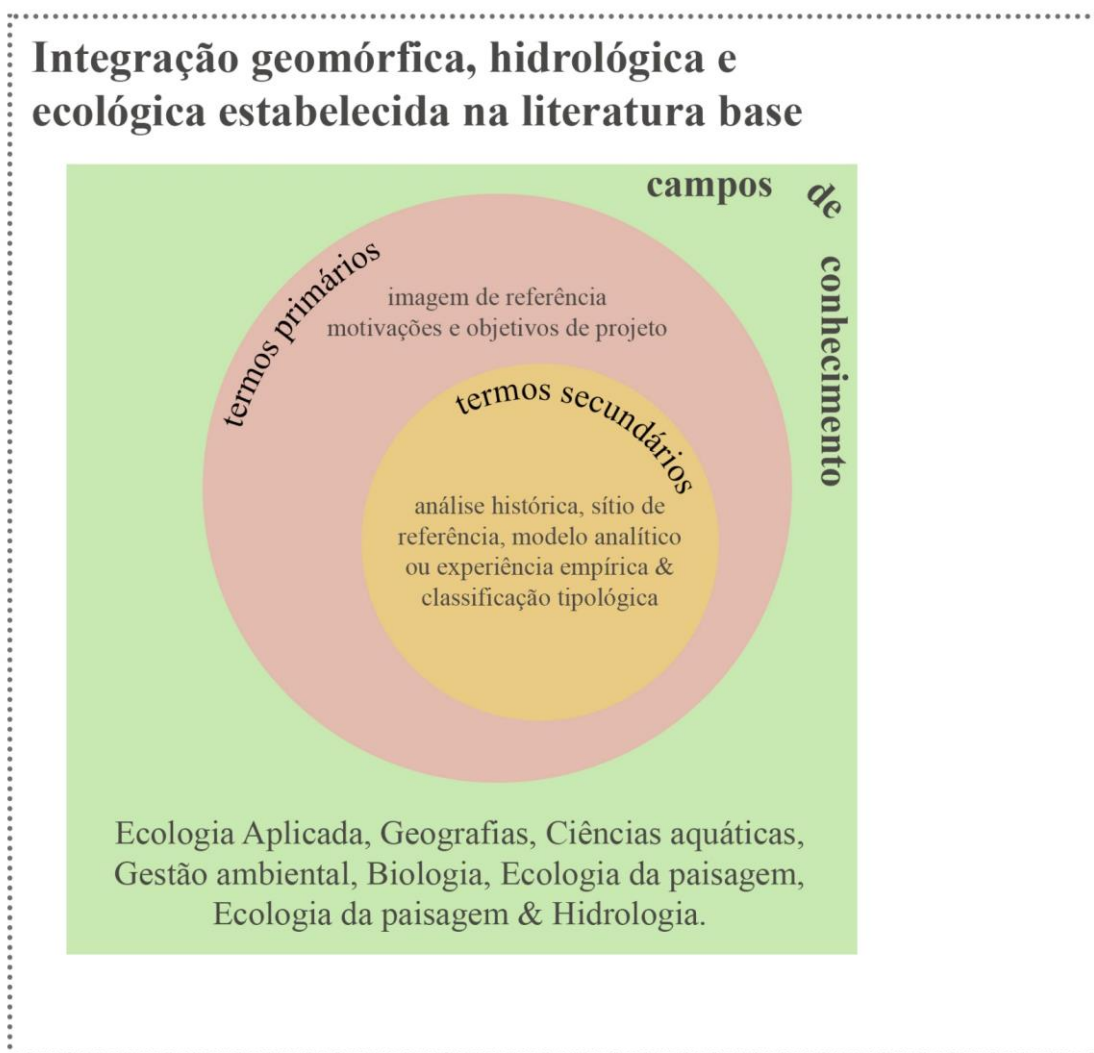 Integração geomórfica, hidrológica e
ecológica estabelecida na literatura base
campos de conhecimento
termos primários
imagem de referência
motivações e objetivos de projeto
termos secundários
análise histórica, sítio de
referência, modelo analítico
ou experiência empírica &
classificação tipológica
Ecologia Aplicada, Geografias, Ciências aquáticas,
Gestão ambiental, Biologia, Ecologia da paisagem,
Ecologia da paisagem & Hidrologia.